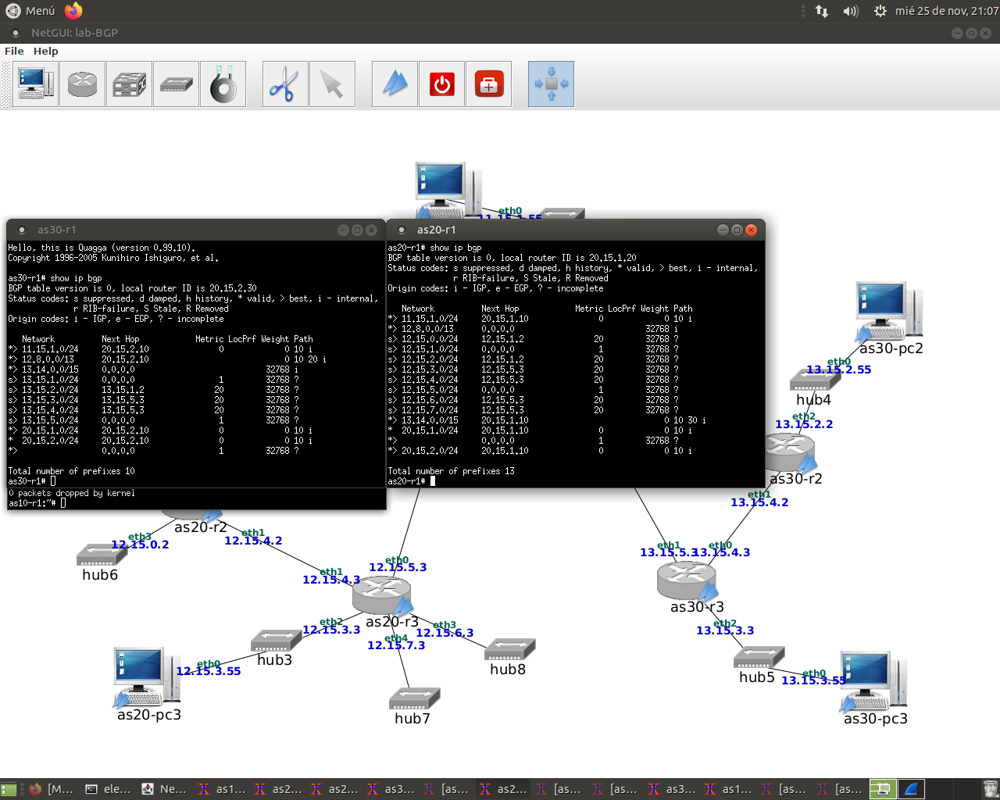 Menú
mié 25 de nov, 21:07
NetGUI: lab-BGP
File Help
eth0
as30-r1
Hello, this is Quagga (version 0.99.10).
Copyright 1996-2005 Kunihiro Ishiguro, et al.
as30-r1# show ip bgp
BGP table version is 0, local router ID is 20.15.2.30
Status codes: s suppressed, d damped, h history, * valid, > best, i - internal,
r RIB-failure, S Stale, R Removed
Origin codes: i - IGP, e - EGP, ? - incomplete
Network Next Hop Metric LocPrf Weight Path
*> 11.15.1.0/24 20.15.2.10 0 0 10 i
*> 12.8.0.0/13 20.15.2.10 0 10 20 i
*> 13.14.0.0/15 0.0.0.0 32768 i
s> 13.15.1.0/24 0.0.0.0 1 32768 ?
s> 13.15.2.0/24 13.15.1.2 20 32768 ?
s> 13.15.3.0/24 13.15.5.3 20 32768 ?
s> 13.15.4.0/24 13.15.5.3 20 32768 ?
s> 13.15.5.0/24 0.0.0.0 1 32768 ?
* 20.15.1.0/24 20.15.2.10 0 0 10 i
* 20.15.2.0/24 20.15.2.10 0 0 10 i
*> 0.0.0.0 1 32768 ?
Total number of prefixes 10
as30-r1#
0 packets dropped by kernel
as10-r1:~#
as20-r1
as20-r1# show ip bgp
BGP table version is 0, local router ID is 20.15.1.20
Status codes: s suppressed, d damped, h history, * valid, > best, i - internal,
r RIB-failure, S Stale, R Removed
Origin codes: i - IGP, e - EGP, ? - incomplete
Network Next Hop Metric LocPrf Weight Path
*> 11.15.1.0/24 20.15.1.10 0 0 10 i
*> 12.8.0.0/13 0.0.0.0 32768 i
s> 12.15.0.0/24 12.15.1.2 20 32768 ?
s> 12.15.1.0/24 0.0.0.0 1 32768 ?
s> 12.15.2.0/24 12.15.1.2 20 32768 ?
s> 12.15.3.0/24 12.15.5.3 20 32768 ?
s> 12.15.4.0/24 12.15.5.3 20 32768 ?
s> 12.15.5.0/24 0.0.0.0 1 32768 ?
s> 12.15.6.0/24 12.15.5.3 20 32768 ?
s> 12.15.7.0/24 12.15.5.3 20 32768 ?
*> 13.14.0.0/15 20.15.1.10 0 10 30 i
* 20.15.1.0/24 20.15.1.10 0 0 10 i
*> 0.0.0.0 1 32768 ?
*> 20.15.2.0/24 20.15.1.10 0 0 10 i
Total number of prefixes 13
as20-r1#
as30-pc2
eth0
13.15.2.55
hub4
eth2
13.15.2.2
as30-r2
eth1
13.15.4.2
as20-r2
eth3
12.15.0.2
eth1
12.15.4.2
hub6
eth0
12.15.5.3
eth1
12.15.4.3
as20-r3
eth2
12.15.3.3
eth3
12.15.6.3
eth4
12.15.7.3
hub3
eth0
12.15.3.55
as20-pc3
hub8
hub7
eth1
13.15.5.3
eth0
13.15.4.3
as30-r3
eth2
13.15.3.3
hub5
eth0
13.15.3.55
as30-pc3
[M...
ele...
Ne...
as1...
as2...
as2...
as3...
[as...
as2...
[as...
[as...
as3...
as1...
[as...
[as...